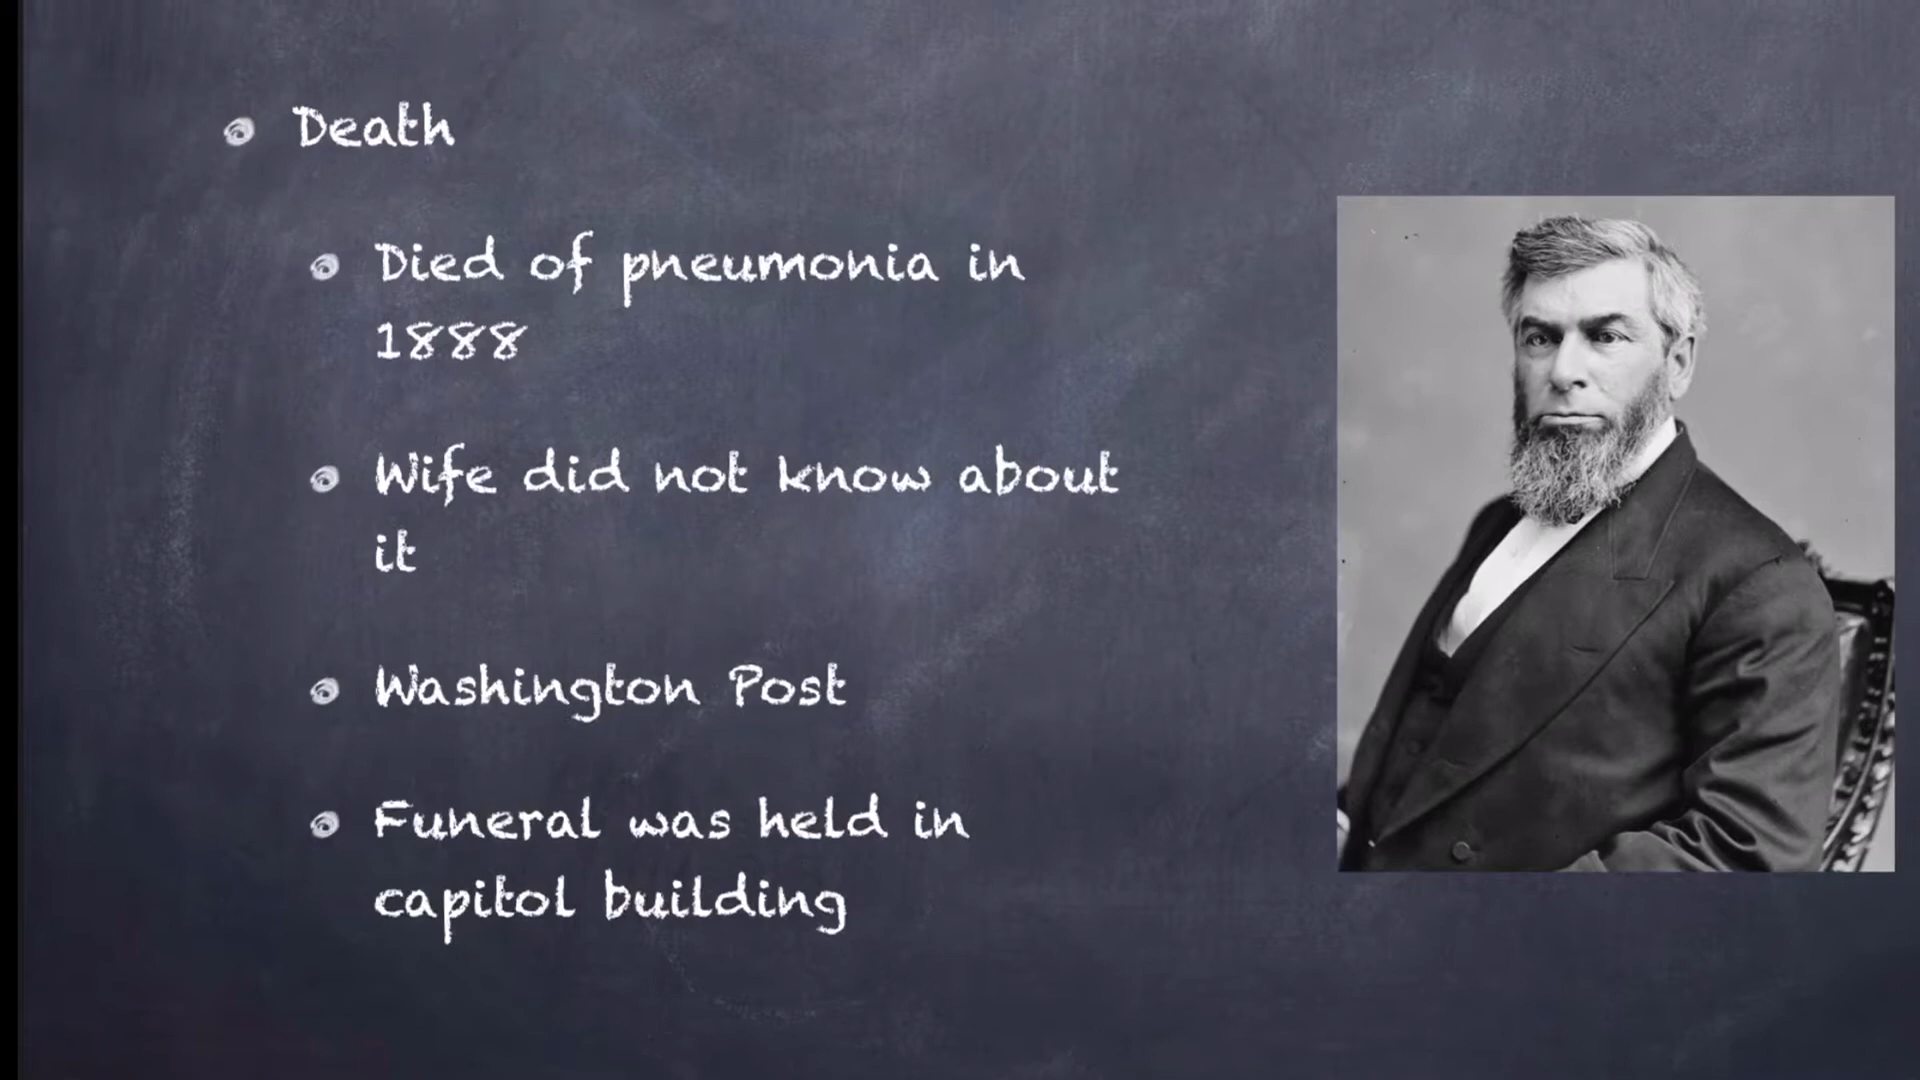 Death
Died of pneumonia in
1888
Wife did not know about
it
Washington Post
Funeral was held in
capitol building